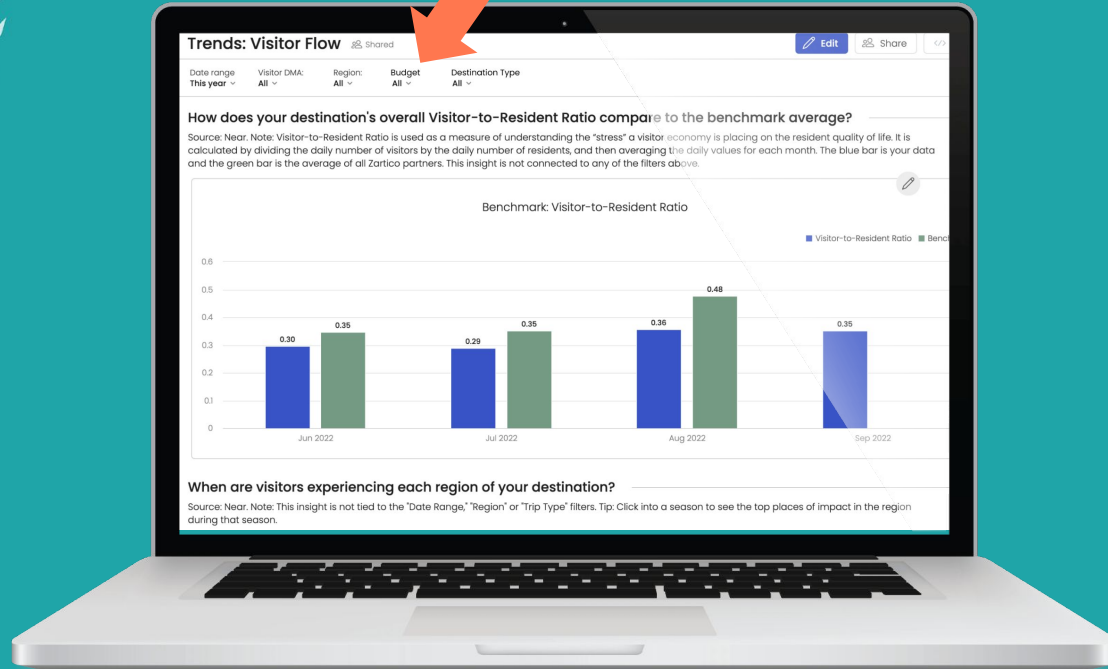 Trends: Visitor Flow Shared
Edit Share </>
Date range Visitor DMA: Region: Budget Destination Type
This year All All All All
How does your destination's overall Visitor-to-Resident Ratio compare to the benchmark average?
Source: Near. Note: Visitor-to-Resident Ratio is used as a measure of understanding the "stress" a visitor economy is placing on the resident quality of life. It is
calculated by dividing the daily number of visitors by the daily number of residents, and then averaging the daily values for each month. The blue bar is your data
and the green bar is the average of all Zartico partners. This insight is not connected to any of the filters above.
Benchmark: Visitor-to-Resident Ratio
Visitor-to-Resident Ratio
0.6
0.5
0.4
0.3
0.2
0.1
0
0.30
0.35
0.29
0.35
0.36
0.48
0.35
Jun 2022 Jul 2022 Aug 2022 Sep 2022
When are visitors experiencing each region of your destination?
Source: Near. Note: This insight is not tied to the "Date Range," "Region" or "Trip Type" filters. Tip: Click into a season to see the top places of impact in the region
during that season.